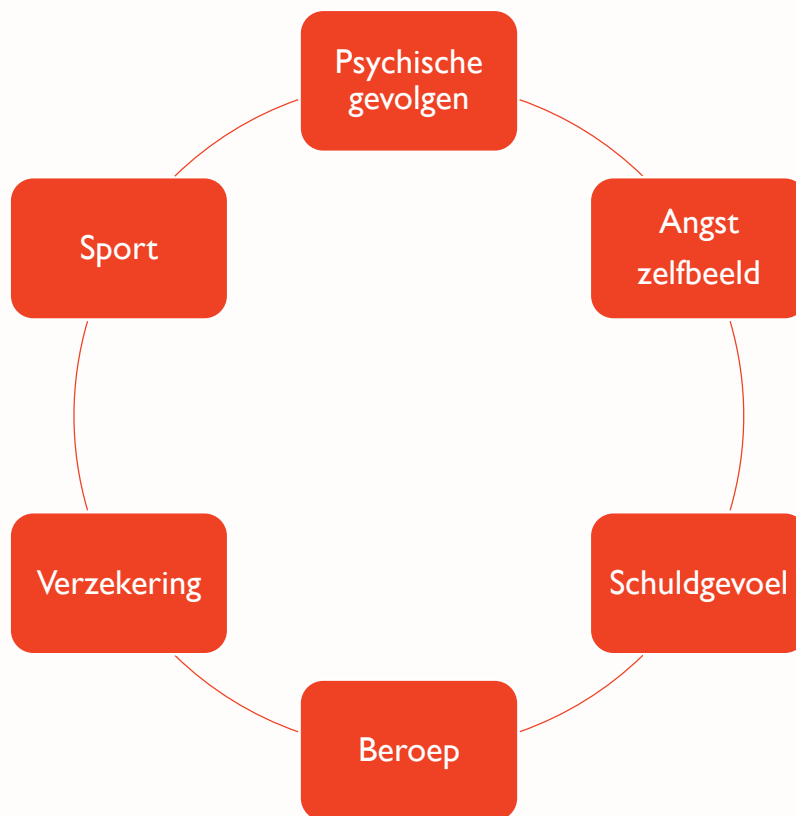 Psychische
gevolgen
Angst
zelfbeeld
Schuldgevoel
Beroep
Verzekering
Sport